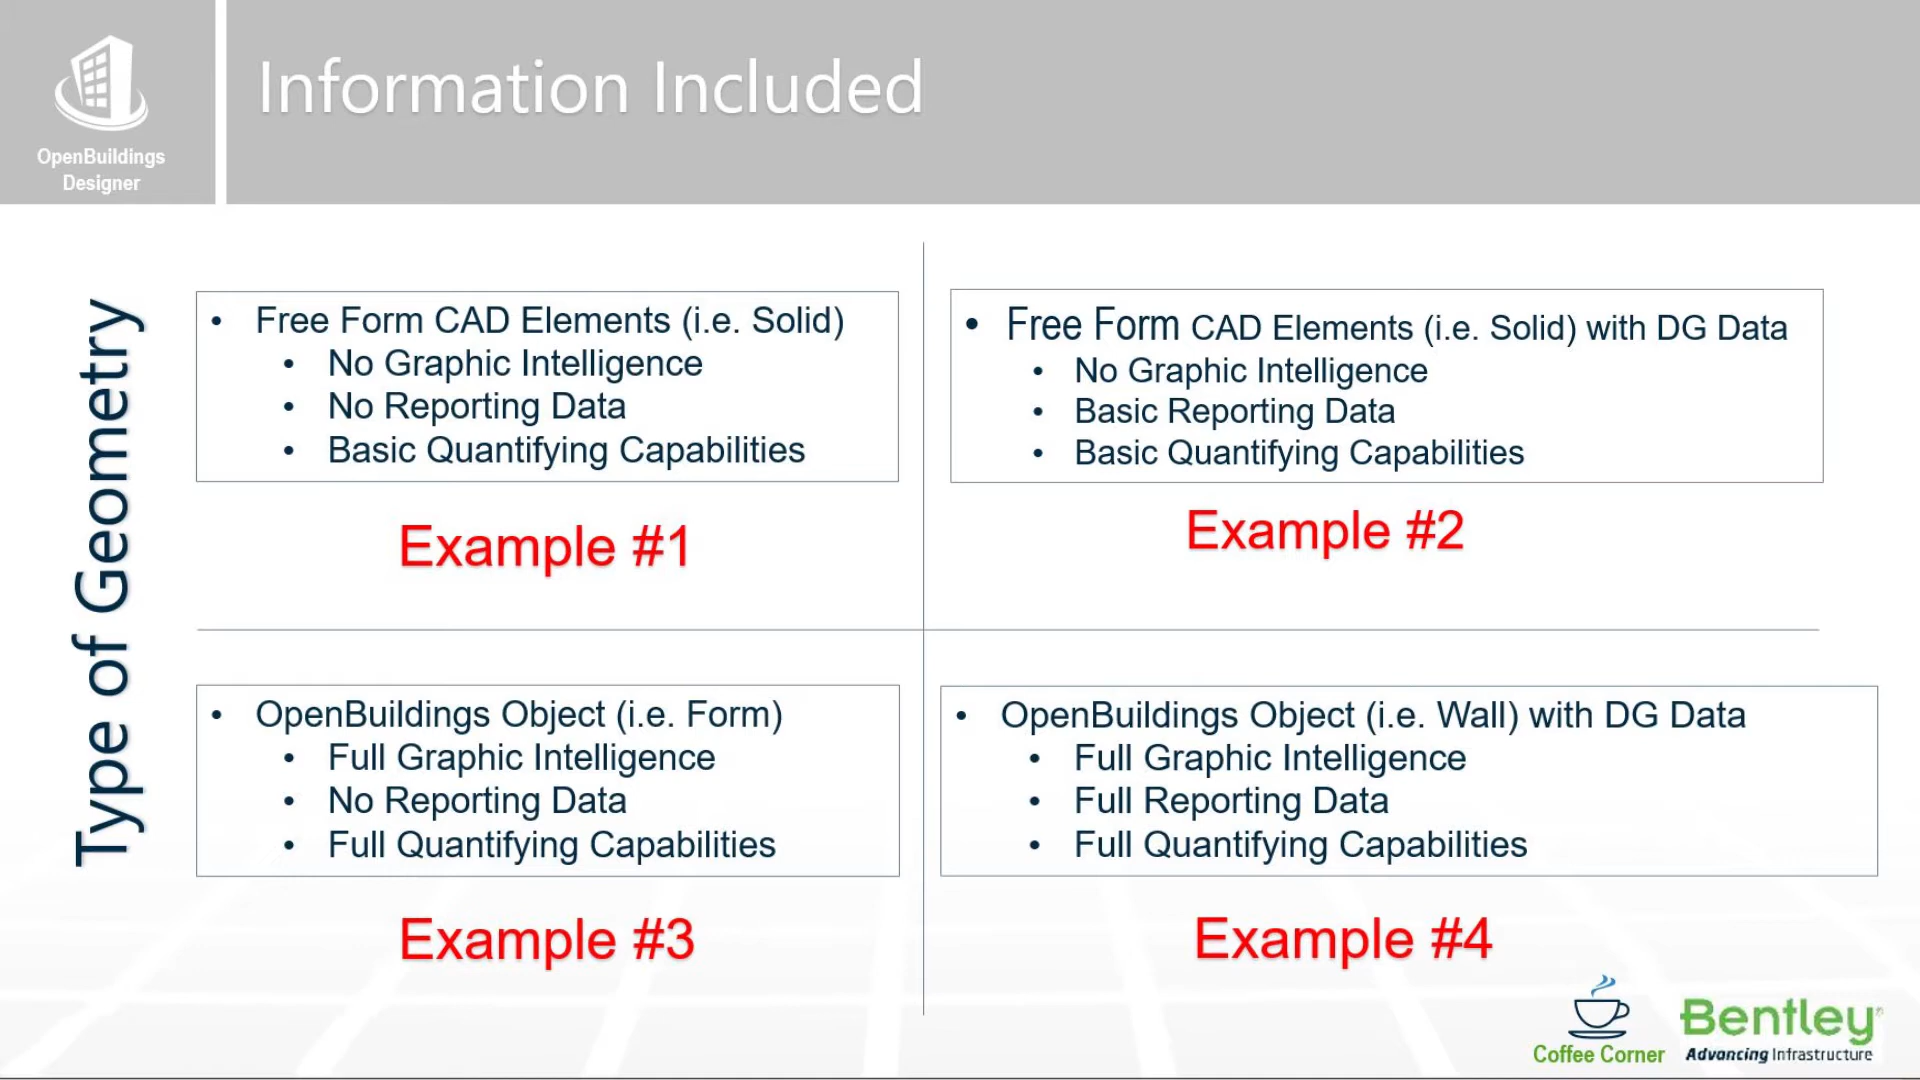 OpenBuildings
Designer
Information Included
Type of Geometry
• Free Form CAD Elements (i.e. Solid)
• No Graphic Intelligence
• No Reporting Data
• Basic Quantifying Capabilities
Example #1
• Free Form CAD Elements (i.e. Solid) with DG Data
• No Graphic Intelligence
• Basic Reporting Data
• Basic Quantifying Capabilities
Example #2
• OpenBuildings Object (i.e. Form)
• Full Graphic Intelligence
• No Reporting Data
• Full Quantifying Capabilities
Example #3
• OpenBuildings Object (i.e. Wall) with DG Data
• Full Graphic Intelligence
• Full Reporting Data
• Full Quantifying Capabilities
Example #4
Coffee Corner
Bentley®
Advancing Infrastructure